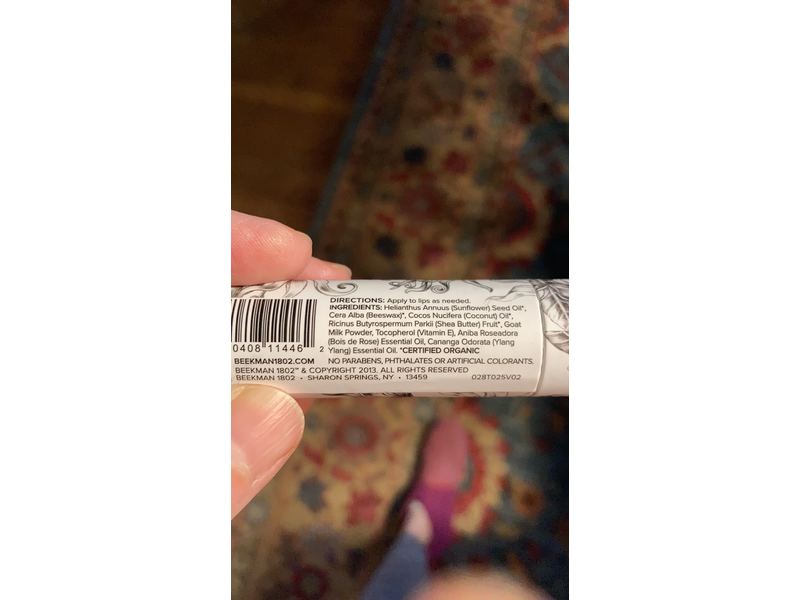 DIRECTIONS: Apply to lips as needed.
INGREDIENTS: Helianthus Annuus (Sunflower) Seed Oil*,
Cera Alba (Beeswax)*, Cocos Nucifera (Coconut) Oil*,
Ricinus Butyrospermum Parkii (Shea Butter) Fruit*, Goat
Milk Powder, Tocopherol (Vitamin E), Aniba Roseadora
(Bois de Rose) Essential Oil, Cananga Odorata (Ylang
Ylang) Essential Oil. *CERTIFIED ORGANIC
0408 11446 2
BEEKMAN1802.COM NO PARABENS, PHTHALATES OR ARTIFICIAL COLORANTS.
BEEKMAN 1802™ & COPYRIGHT 2013. ALL RIGHTS RESERVED
BEEKMAN 1802 • SHARON SPRINGS, NY • 13459 028T025V02